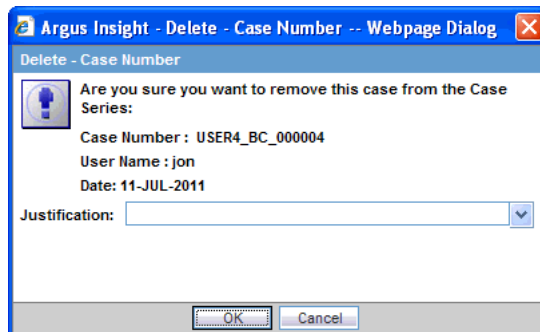 Argus Insight - Delete - Case Number -- Webpage Dialog
Delete - Case Number
Are you sure you want to remove this case from the Case
Series:
Case Number : USER4_BC_000004
User Name : jon
Date: 11-JUL-2011
Justification:
OK Cancel